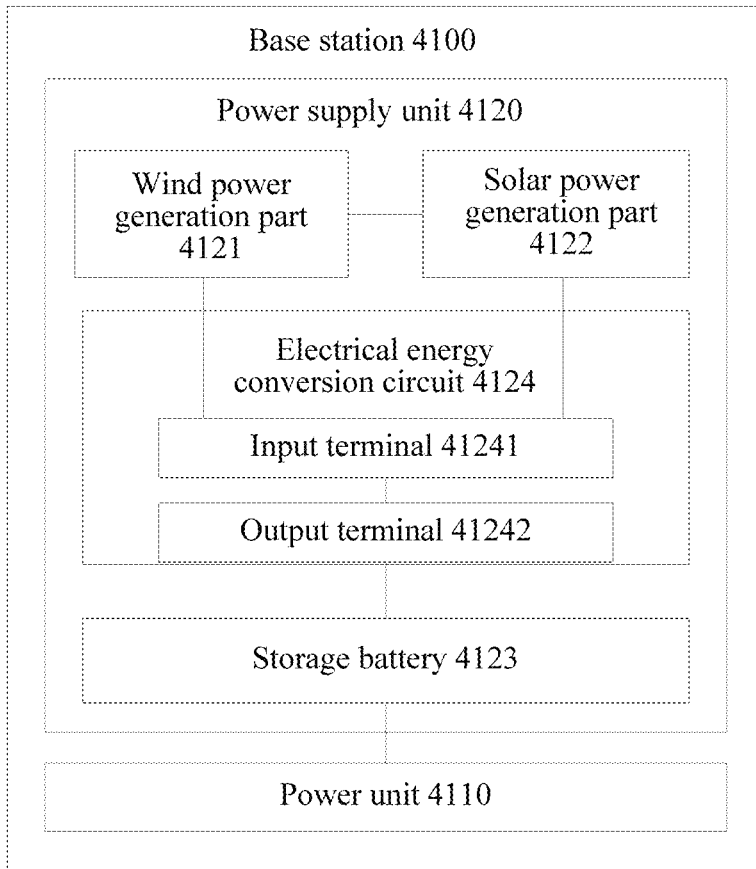 Base station 4100
Power supply unit 4120
Wind power
generation part
4121
Solar power
generation part
4122
Electrical energy
conversion circuit 4124
Input terminal 41241
Output terminal 41242
Storage battery 4123
Power unit 4110